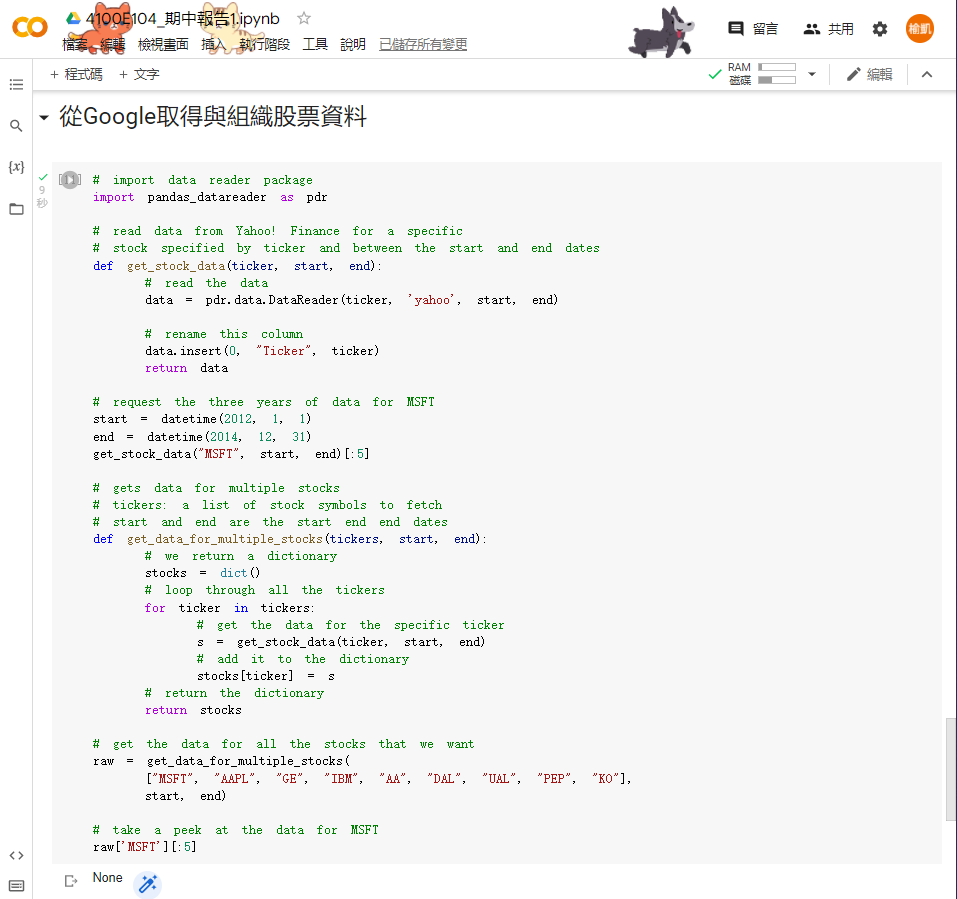 CO
4100E104_期中報告1.ipynb
檔案 編輯 檢視畫面 插入 執行階段 工具 說明 已儲存所有變更
留言 共用 榆凱
+ 程式碼 + 文字
RAM
磁碟
編輯
從Google取得與組織股票資料
{x}
9
秒
# import data reader package
import pandas_datareader as pdr
# read data from Yahoo! Finance for a specific
# stock specified by ticker and between the start and end dates
def get_stock_data(ticker, start, end):
# read the data
data = pdr.data.DataReader(ticker, 'yahoo', start, end)
# rename this column
data.insert(0, "Ticker", ticker)
return data
# request the three years of data for MSFT
start = datetime(2012, 1, 1)
end = datetime(2014, 12, 31)
get_stock_data("MSFT", start, end)[:5]
# gets data for multiple stocks
# tickers: a list of stock symbols to fetch
# start and end are the start end end dates
def get_data_for_multiple_stocks(tickers, start, end):
# we return a dictionary
stocks = dict()
# loop through all the tickers
for ticker in tickers:
# get the data for the specific ticker
s = get_stock_data(ticker, start, end)
# add it to the dictionary
stocks[ticker] = s
# return the dictionary
return stocks
# get the data for all the stocks that we want
raw = get_data_for_multiple_stocks(
["MSFT", "AAPL", "GE", "IBM", "AA", "DAL", "UAL", "PEP", "KO"],
start, end)
# take a peek at the data for MSFT
raw['MSFT'][:5]
None